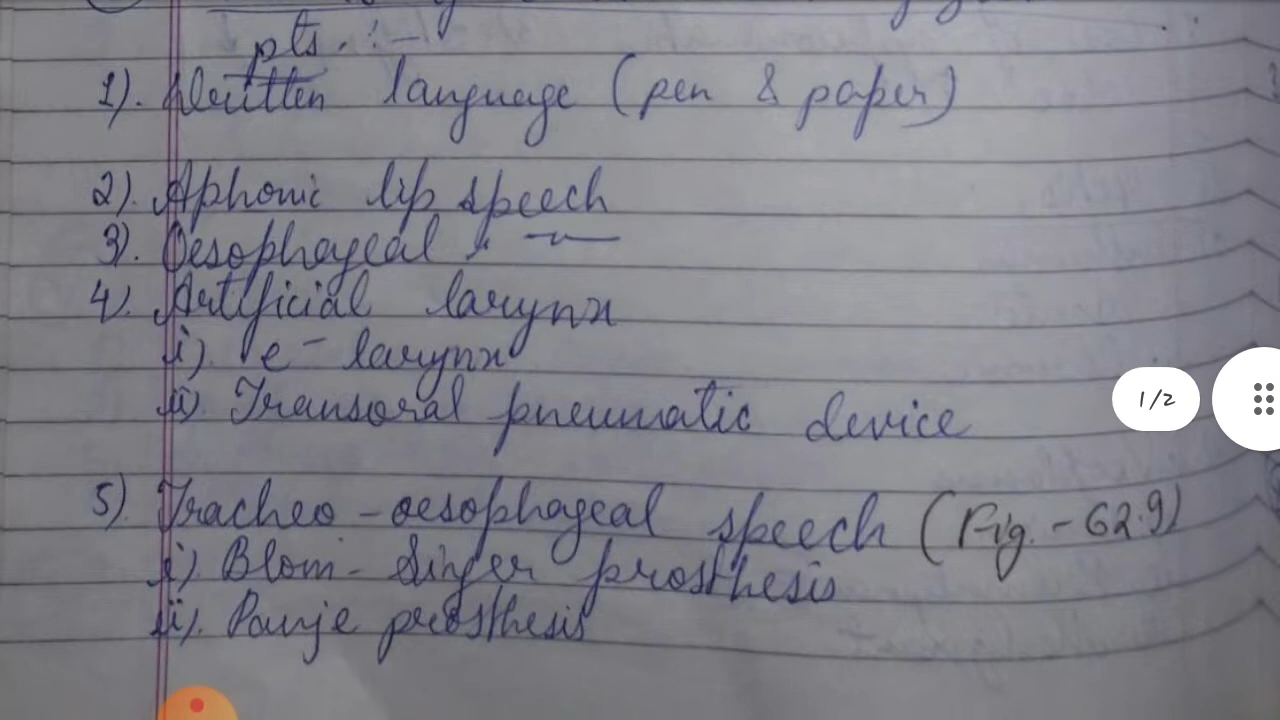 pts. :-
1). Written language (pen & paper)
2). Aphonic lip speech
3). Oesophageal " ~
4). Artificial larynx
i). e- larynx
ii). Transoral pneumatic device
1/2
5). Tracheo-oesophageal speech (Fig.-62.9)
i). Blom-Singer prosthesis
ii). Panje prosthesis